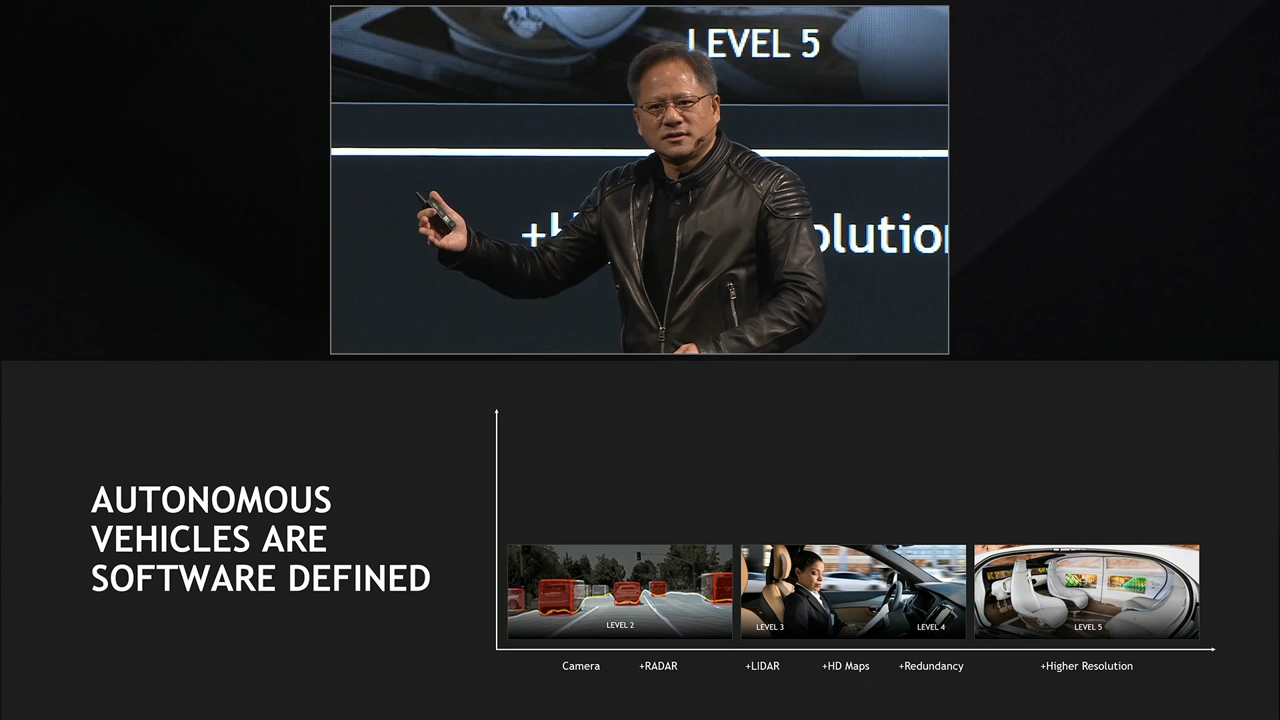 LEVEL 5
AUTONOMOUS
VEHICLES ARE
SOFTWARE DEFINED
LEVEL 2
LEVEL 3
LEVEL 4
LEVEL 5
Camera
+RADAR
+LIDAR
+HD Maps
+Redundancy
+Higher Resolution